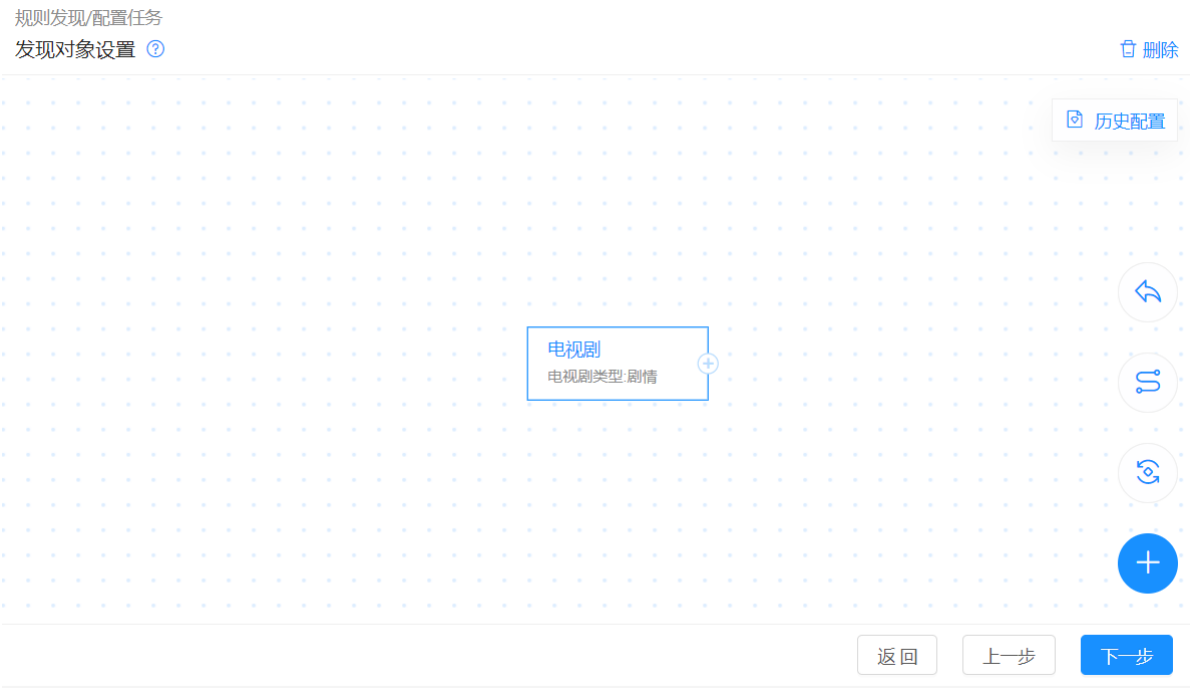 规则发现/配置任务
发现对象设置
删除
历史配置
电视剧
电视剧类型:剧情
返回
上一步
下一步